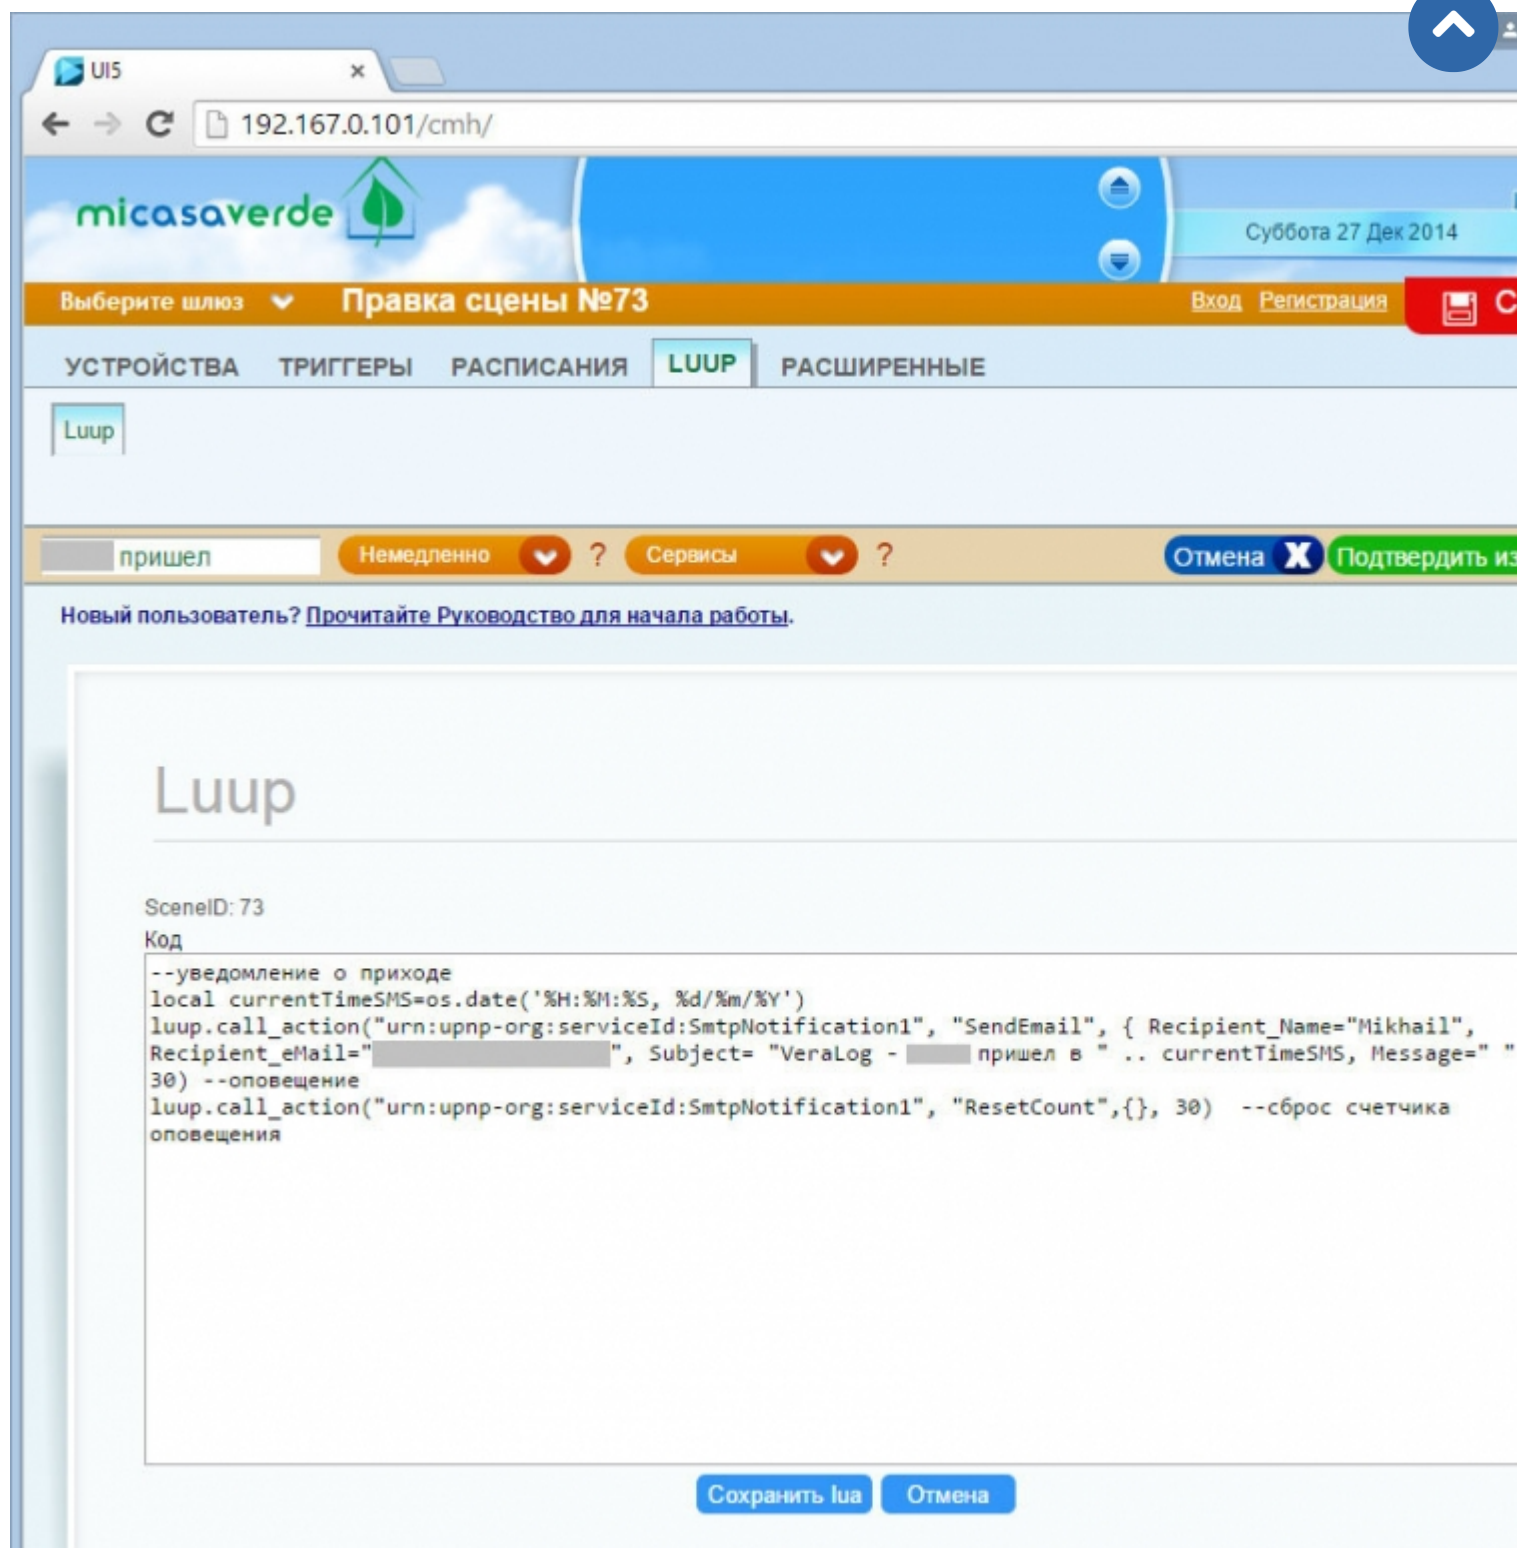 UI5
192.167.0.101/cmh/
micasaverde
Суббота 27 Дек 2014
Выберите шлюз Правка сцены №73 Вход Регистрация С
УСТРОЙСТВА ТРИГГЕРЫ РАСПИСАНИЯ LUUP РАСШИРЕННЫЕ
Luup
пришел Немедленно ? Сервисы ? Отмена X Подтвердить из
Новый пользователь? Прочитайте Руководство для начала работы.
Luup
SceneID: 73
Код
--уведомление о приходе
local currentTimeSMS=os.date('%H:%M:%S, %d/%m/%Y')
luup.call_action("urn:upnp-org:serviceId:SmtpNotification1", "SendEmail", { Recipient_Name="Mikhail",
Recipient_eMail=" ", Subject= "VeraLog - пришел в " .. currentTimeSMS, Message=" "
30) --оповещение
luup.call_action("urn:upnp-org:serviceId:SmtpNotification1", "ResetCount",{}, 30) --сброс счетчика
оповещения
Сохранить lua Отмена